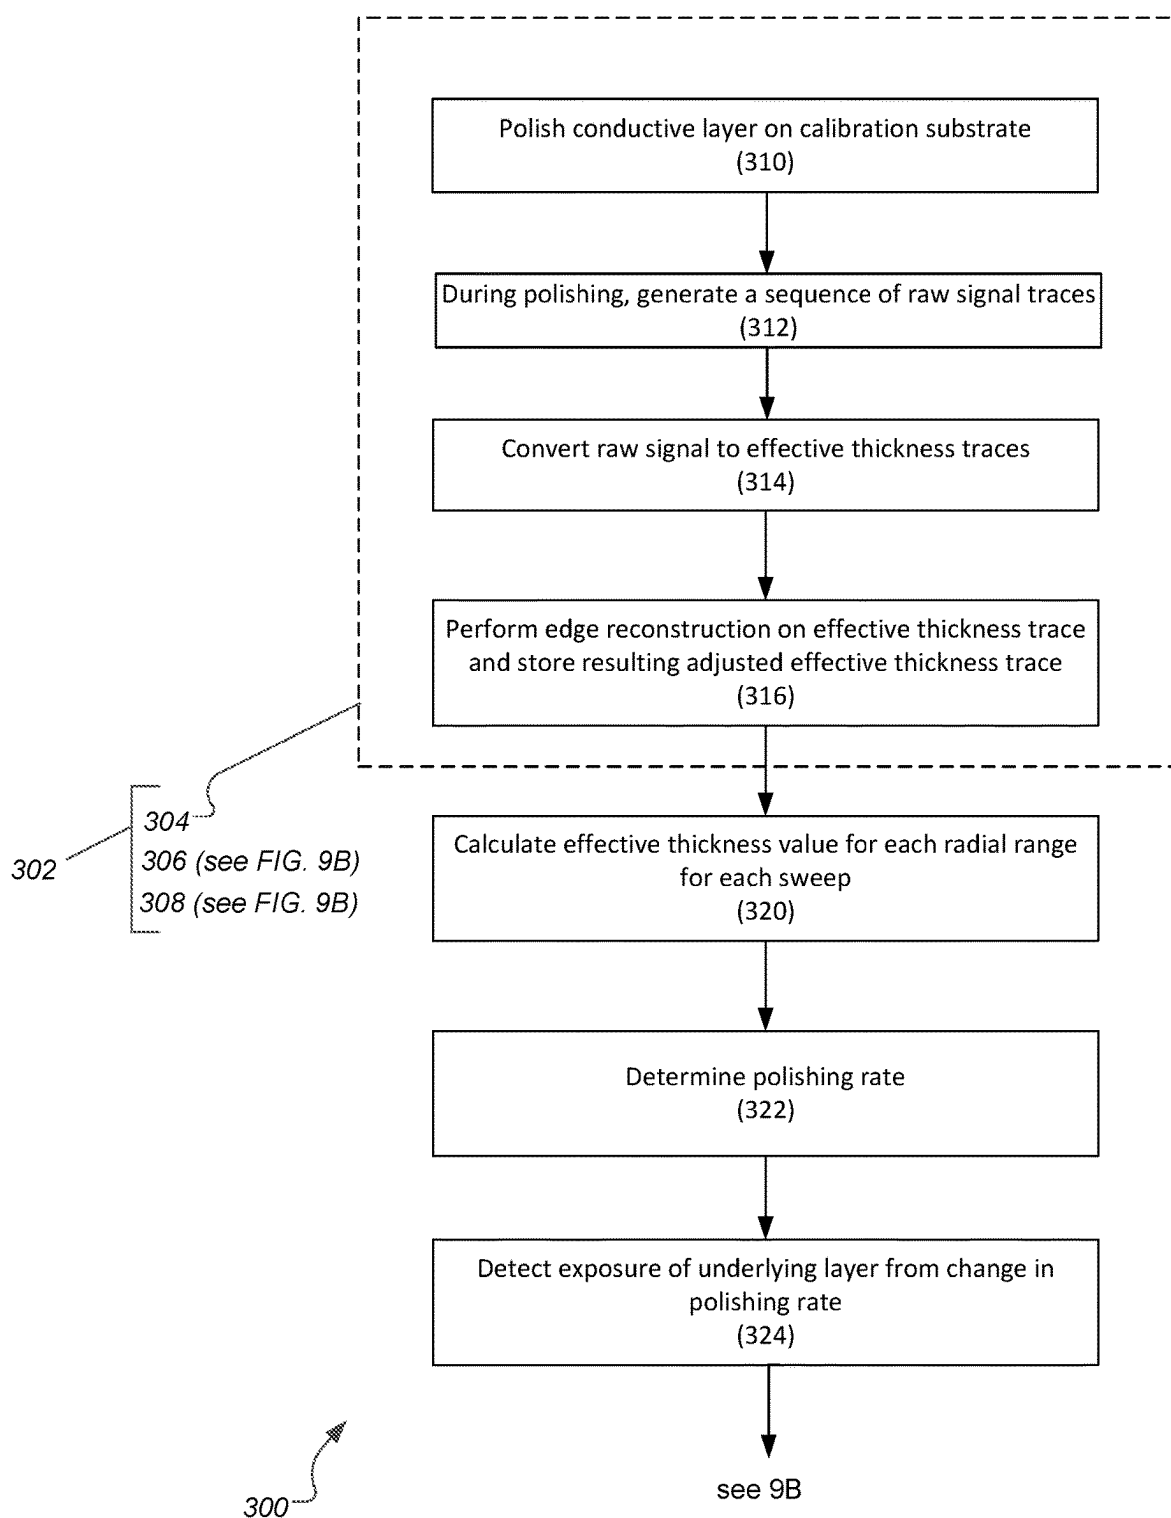 Polish conductive layer on calibration substrate
(310)
During polishing, generate a sequence of raw signal traces
(312)
Convert raw signal to effective thickness traces
(314)
Perform edge reconstruction on effective thickness trace
and store resulting adjusted effective thickness trace
(316)
304
302
306 (see FIG. 9B)
308 (see FIG. 9B)
Calculate effective thickness value for each radial range
for each sweep
(320)
Determine polishing rate
(322)
Detect exposure of underlying layer from change in
polishing rate
(324)
see 9B
300